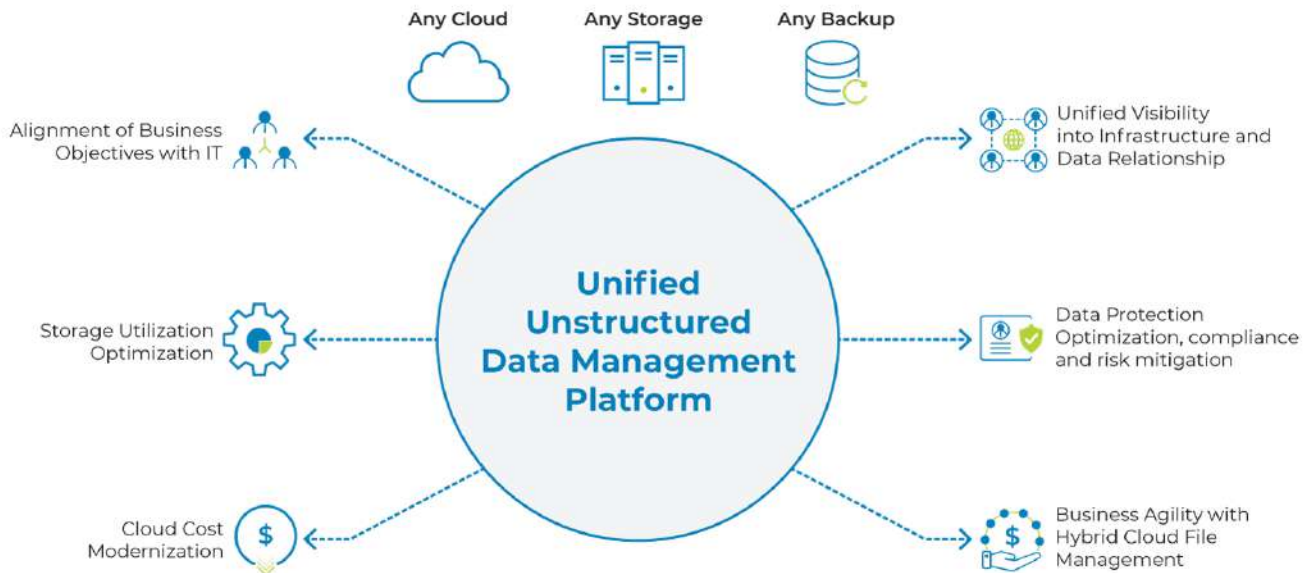 Any Cloud
Any Storage
Any Backup
Alignment of Business
Objectives with IT
Unified Visibility
into Infrastructure and
Data Relationship
Unified
Unstructured
Data Management
Platform
Storage Utilization
Optimization
Data Protection
Optimization, compliance
and risk mitigation
Cloud Cost
Modernization
$
$
Business Agility with
Hybrid Cloud File
Management